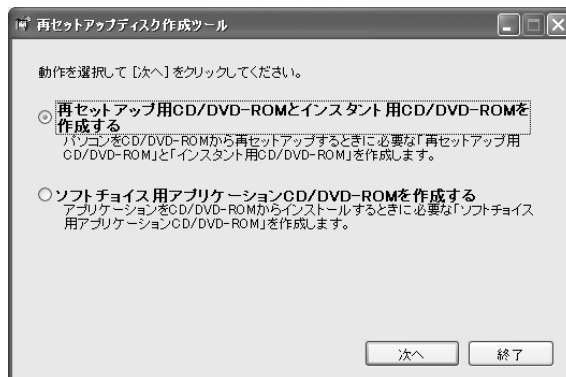 再セットアップディスク作成ツール
動作を選択して [次へ] をクリックしてください。
再セットアップ用CD/DVD-ROMとインスタント用CD/DVD-ROMを
作成する
パソコンをCD/DVD-ROMから再セットアップするときに必要な「再セットアップ用
CD/DVD-ROM」と「インスタント用CD/DVD-ROM」を作成します。
ソフトチョイス用アプリケーションCD/DVD-ROMを作成する
アプリケーションをCD/DVD-ROMからインストールするときに必要な「ソフトチョイス
用アプリケーションCD/DVD-ROM」を作成します。
次へ
終了